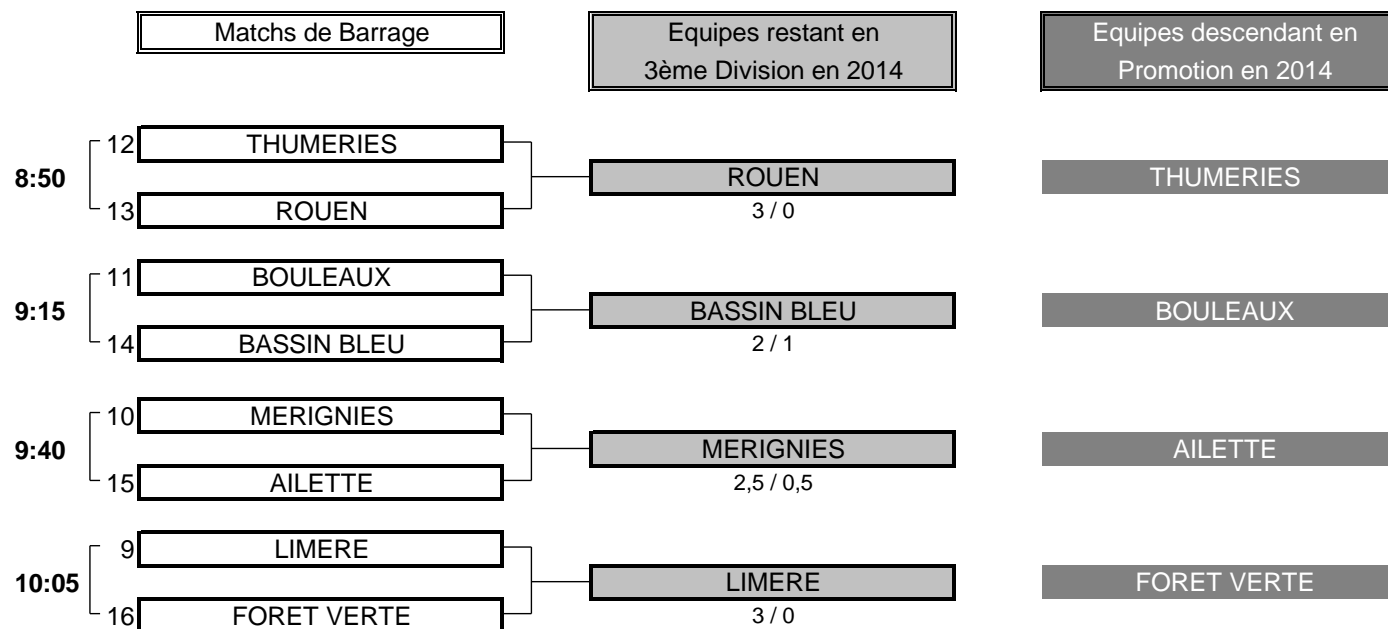 Matchs de Barrage
Equipes restant en
3ème Division en 2014
Equipes descendant en
Promotion en 2014
8:50
12 THUMERIES
13 ROUEN
ROUEN
3 / 0
THUMERIES
9:15
11 BOULEAUX
14 BASSIN BLEU
BASSIN BLEU
2 / 1
BOULEAUX
9:40
10 MERIGNIES
15 AILETTE
MERIGNIES
2,5 / 0,5
AILETTE
10:05
9 LIMERE
16 FORET VERTE
LIMERE
3 / 0
FORET VERTE